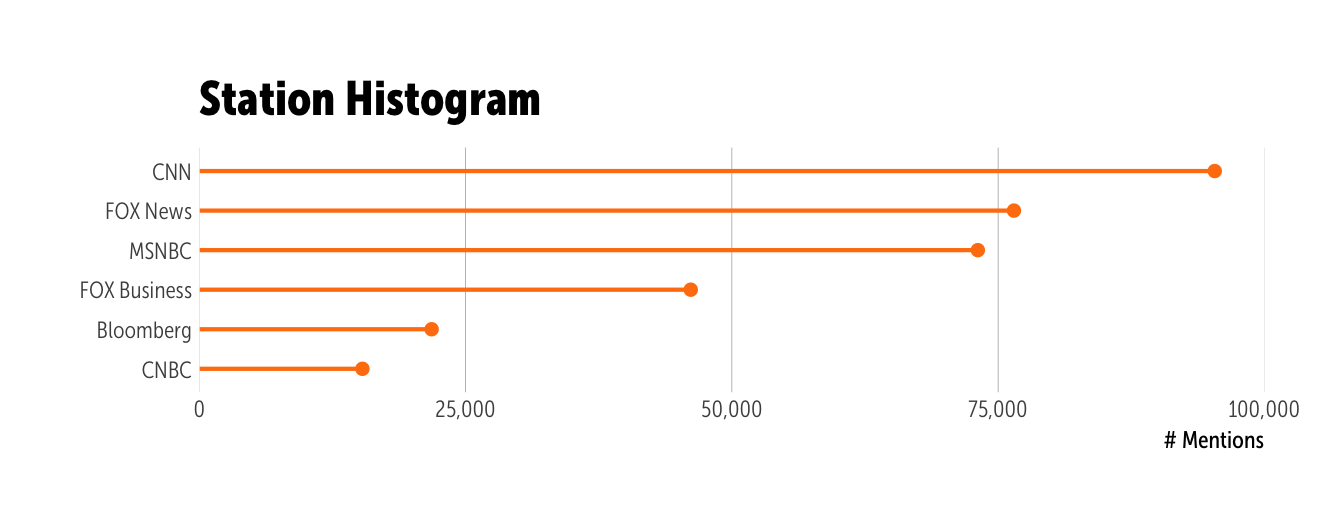 Station Histogram
CNN
FOX News
MSNBC
FOX Business
Bloomberg
CNBC
0 25,000 50,000 75,000 100,000
# Mentions